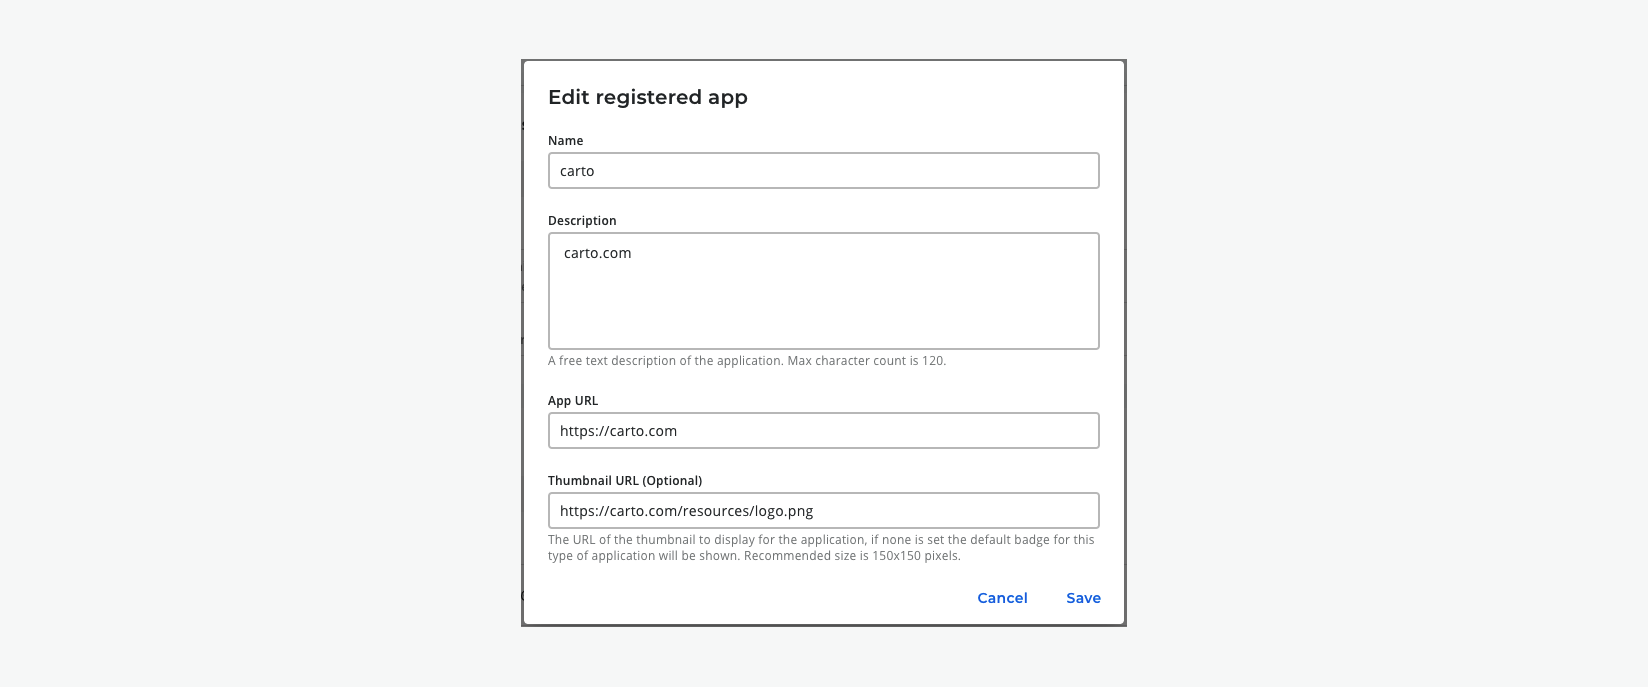 Edit registered app
Name
carto
Description
carto.com
A free text description of the application. Max character count is 120.
App URL
https://carto.com
Thumbnail URL (Optional)
https://carto.com/resources/logo.png
The URL of the thumbnail to display for the application, if none is set the default badge for this
type of application will be shown. Recommended size is 150x150 pixels.
Cancel Save